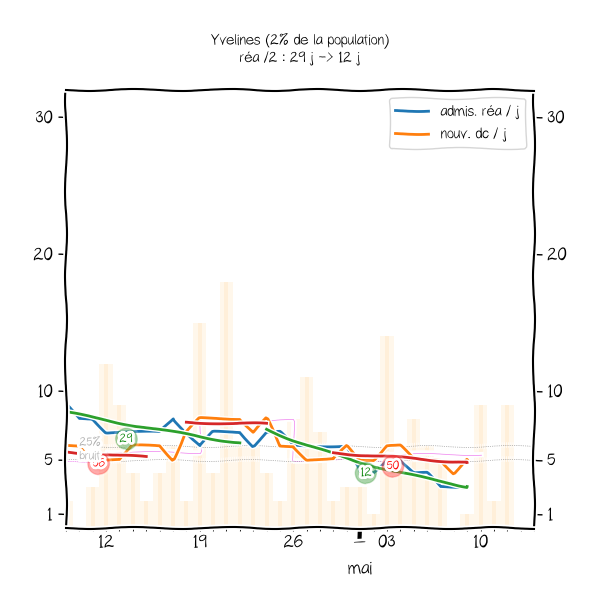 Yvelines (2% de la population)
réa /2 : 29 j -> 12 j
admis. réa / j
nouv. dc / j
30 30
20 20
10 10
5 5
1 1
25%
bruit
29
12
50
12 19 26 03 10
mai